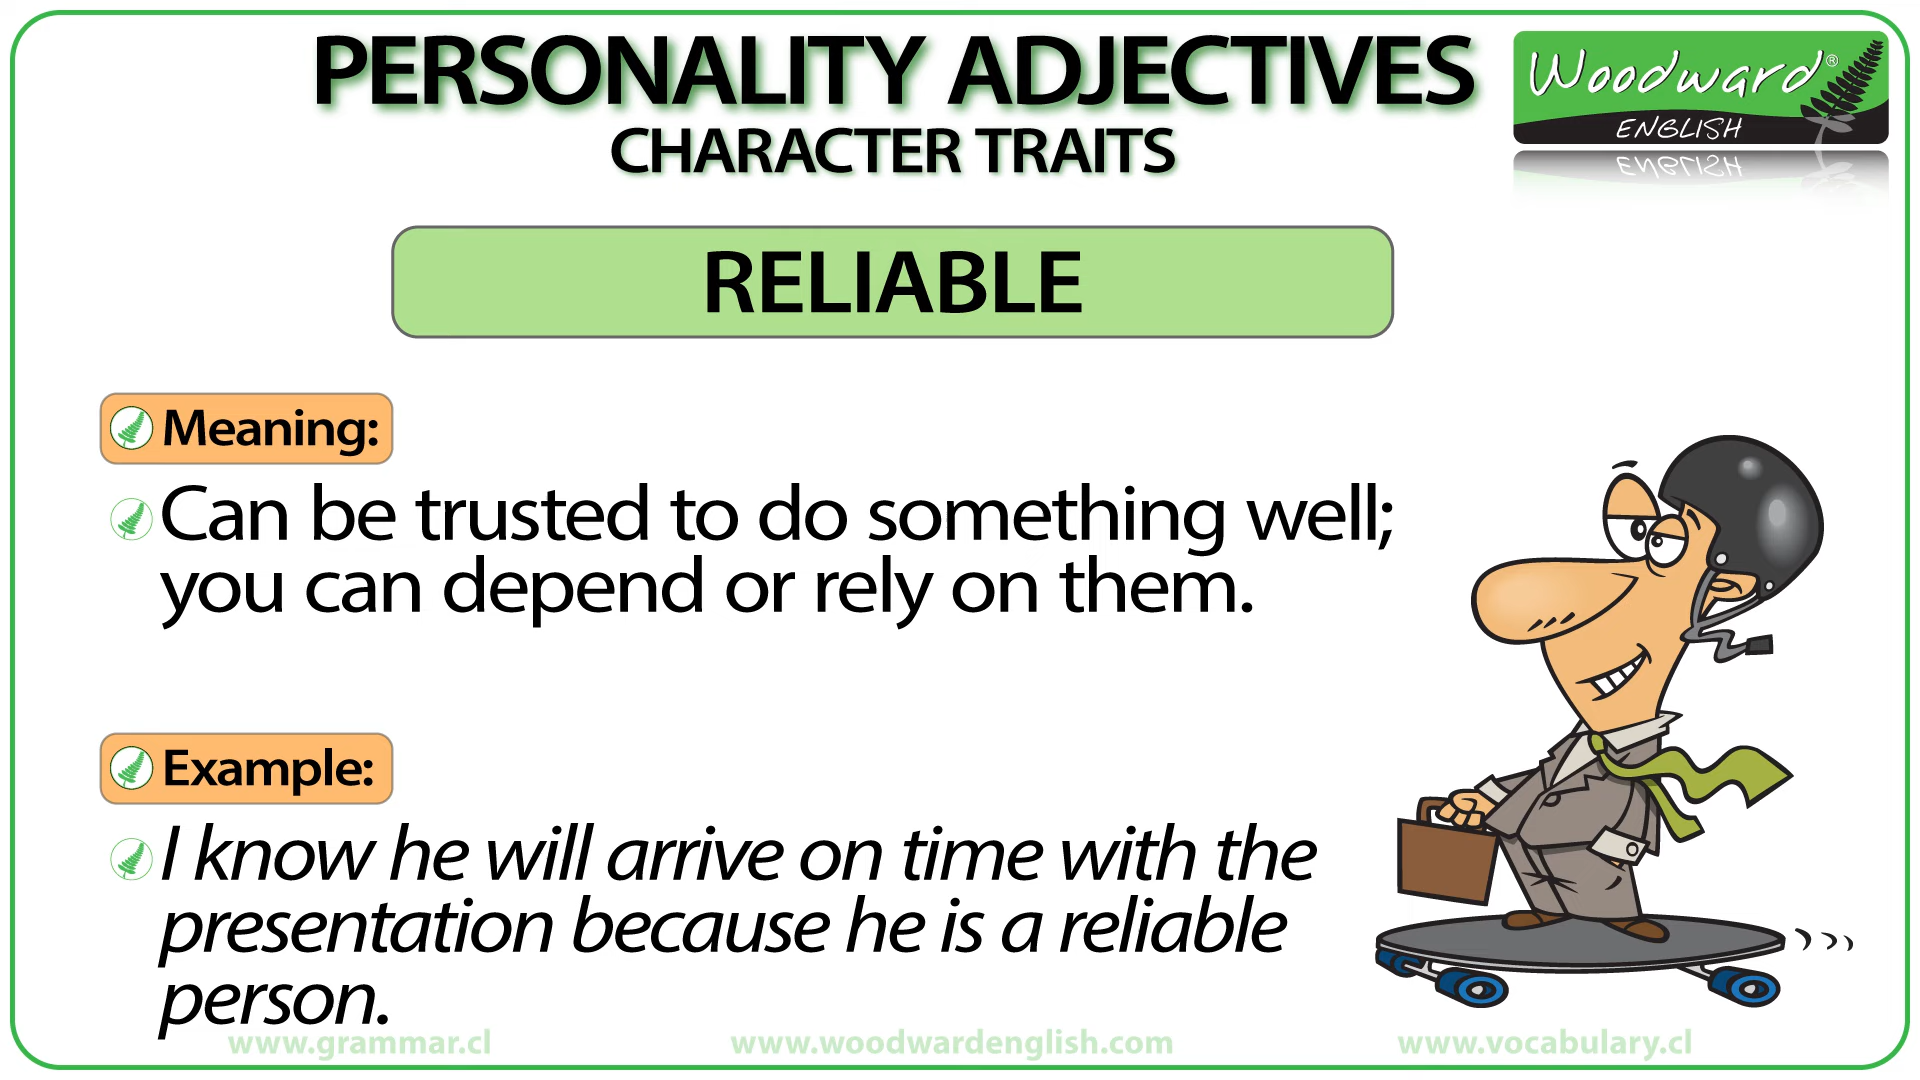 PERSONALITY ADJECTIVES
CHARACTER TRAITS
Woodward®
ENGLISH
RELIABLE
Meaning:
Can be trusted to do something well;
you can depend or rely on them.
Example:
I know he will arrive on time with the
presentation because he is a reliable
person.
www.grammar.cl www.woodwardenglish.com www.vocabulary.cl